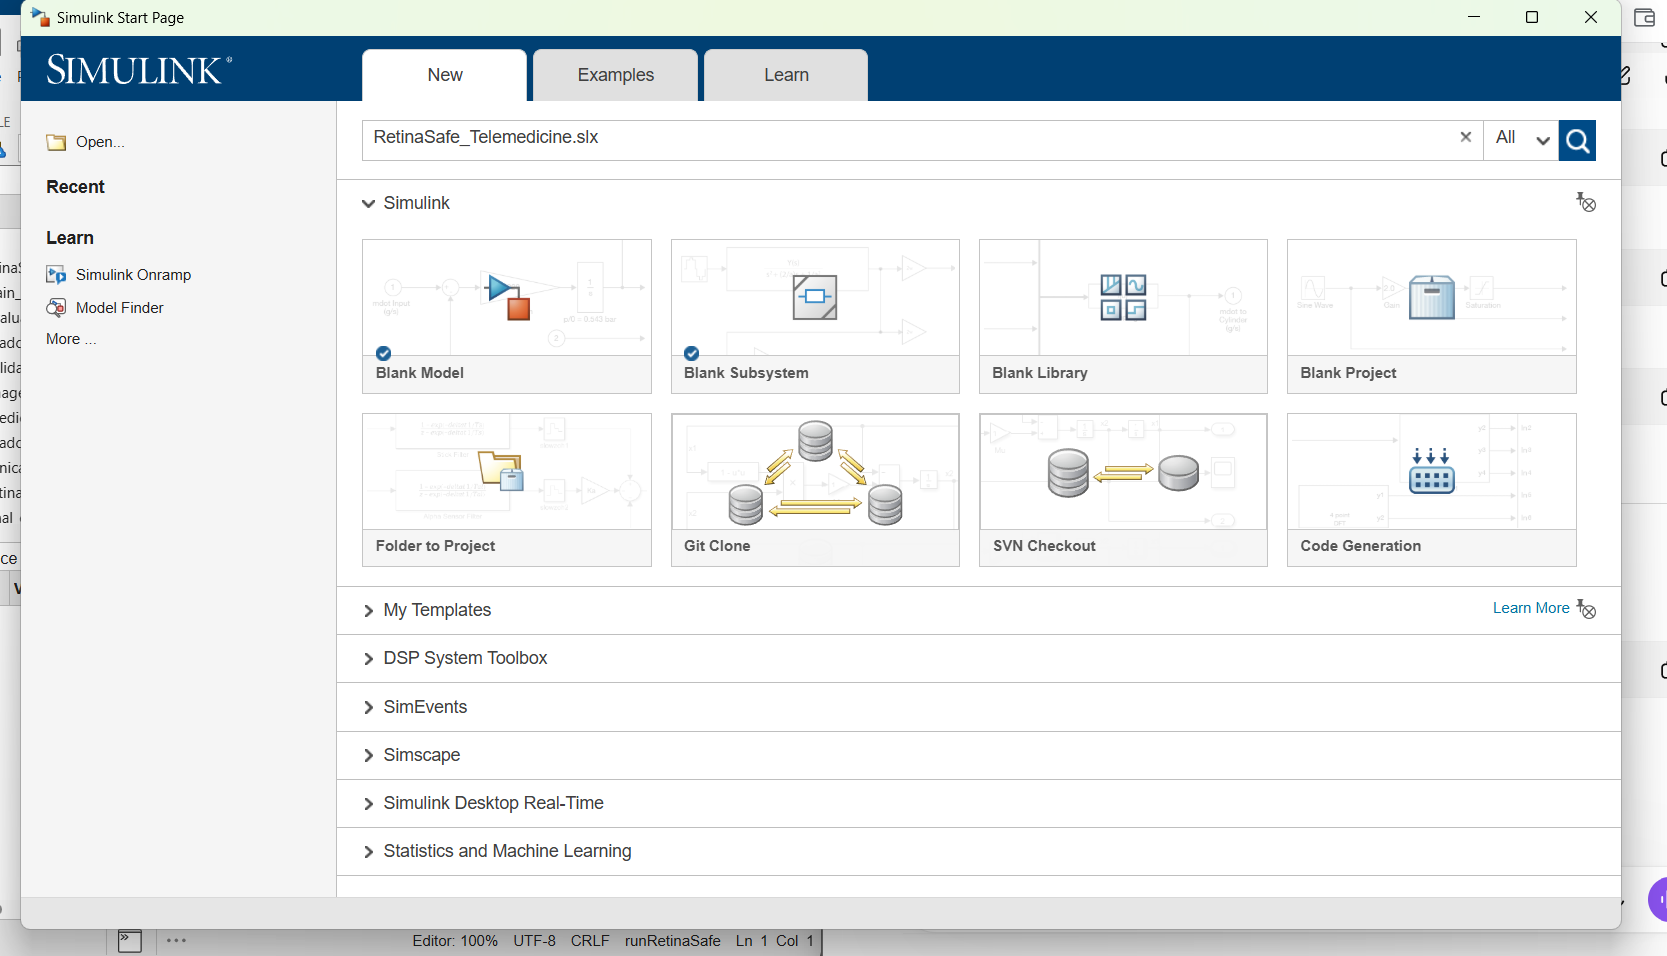 Simulink Start Page
SIMULINK®
New
Examples
Learn
Open...
Recent
Learn
Simulink Onramp
Model Finder
More ...
RetinaSafe_Telemedicine.slx
All
Simulink
Blank Model
Blank Subsystem
Blank Library
Blank Project
Folder to Project
Git Clone
SVN Checkout
Code Generation
My Templates
Learn More
DSP System Toolbox
SimEvents
Simscape
Simulink Desktop Real-Time
Statistics and Machine Learning
Editor: 100% UTF-8 CRLF runRetinaSafe Ln 1 Col 1